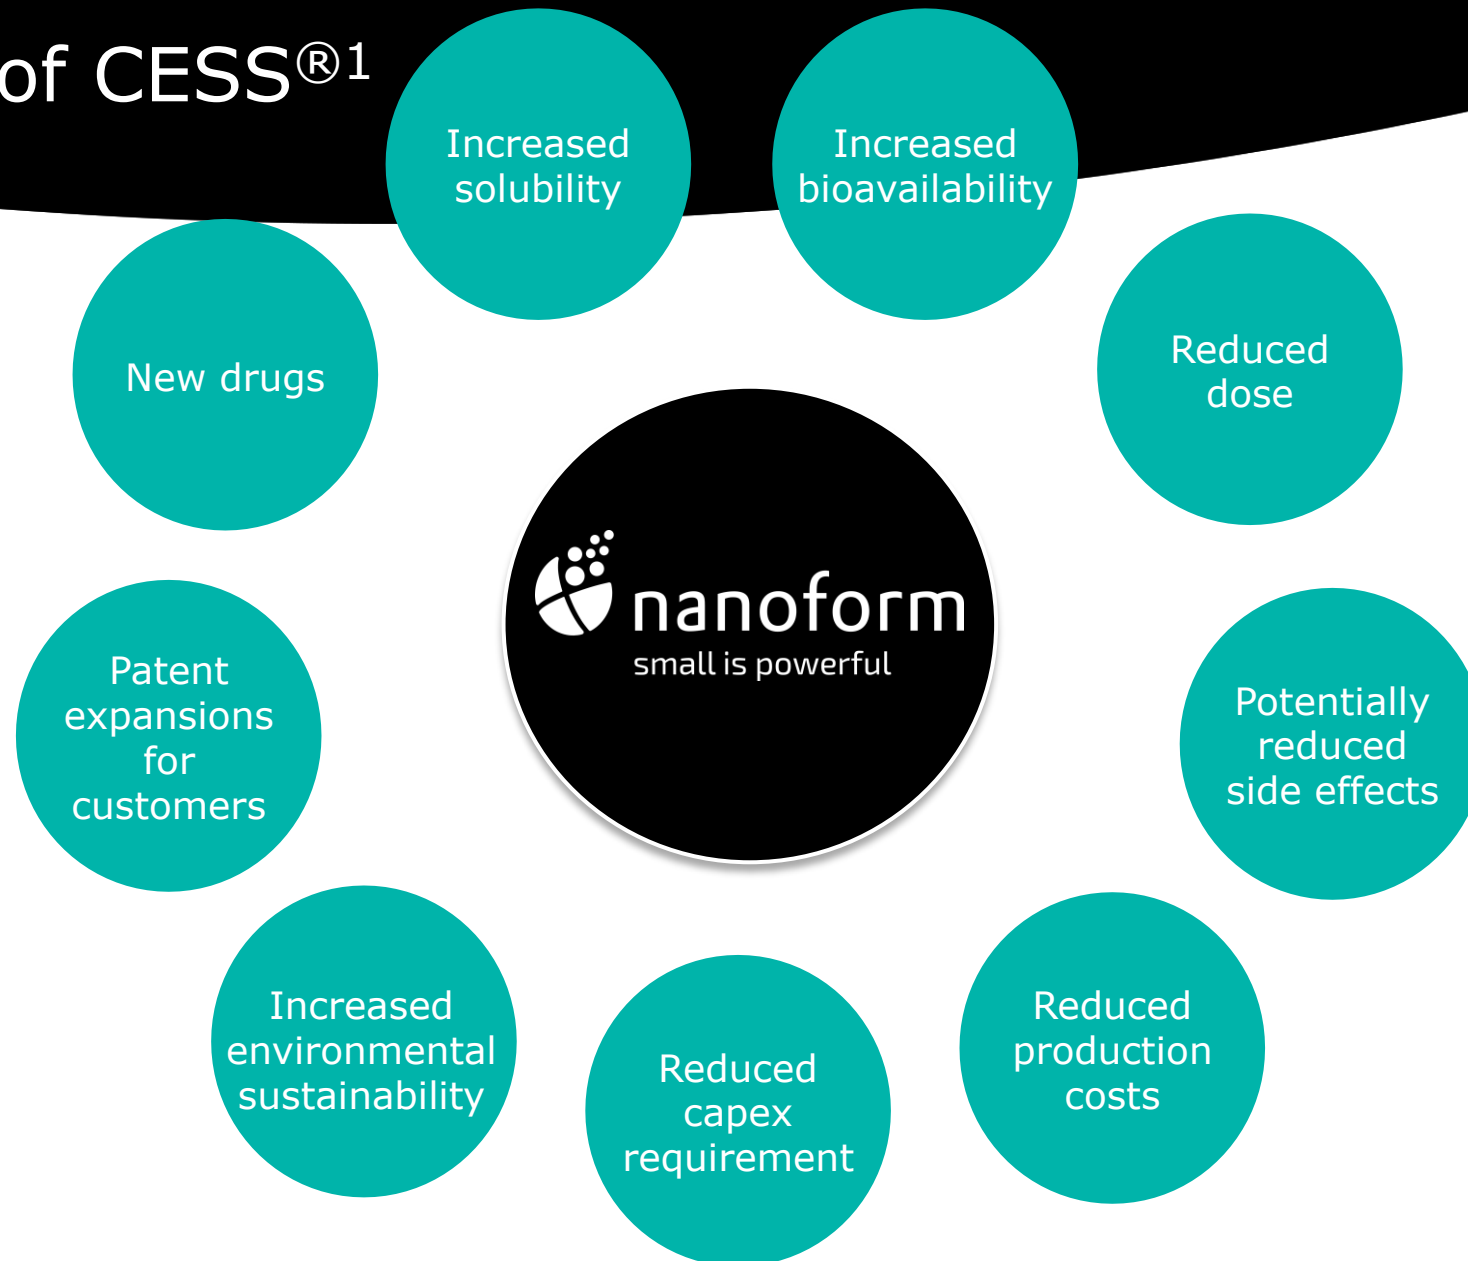 of CESS®1
Increased
solubility
Increased
bioavailability
Reduced
dose
New drugs
nanoform
small is powerful
Patent
expansions
for
customers
Potentially
reduced
side effects
Increased
environmental
sustainability
Reduced
capex
requirement
Reduced
production
costs